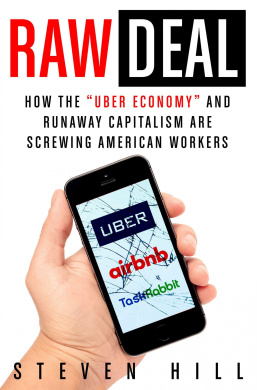 RAW DEAL
HOW THE “UBER ECONOMY” AND
RUNAWAY CAPITALISM ARE
SCREWING AMERICAN WORKERS
UBER
airbnb
TaskRabbit
STEVEN HILL